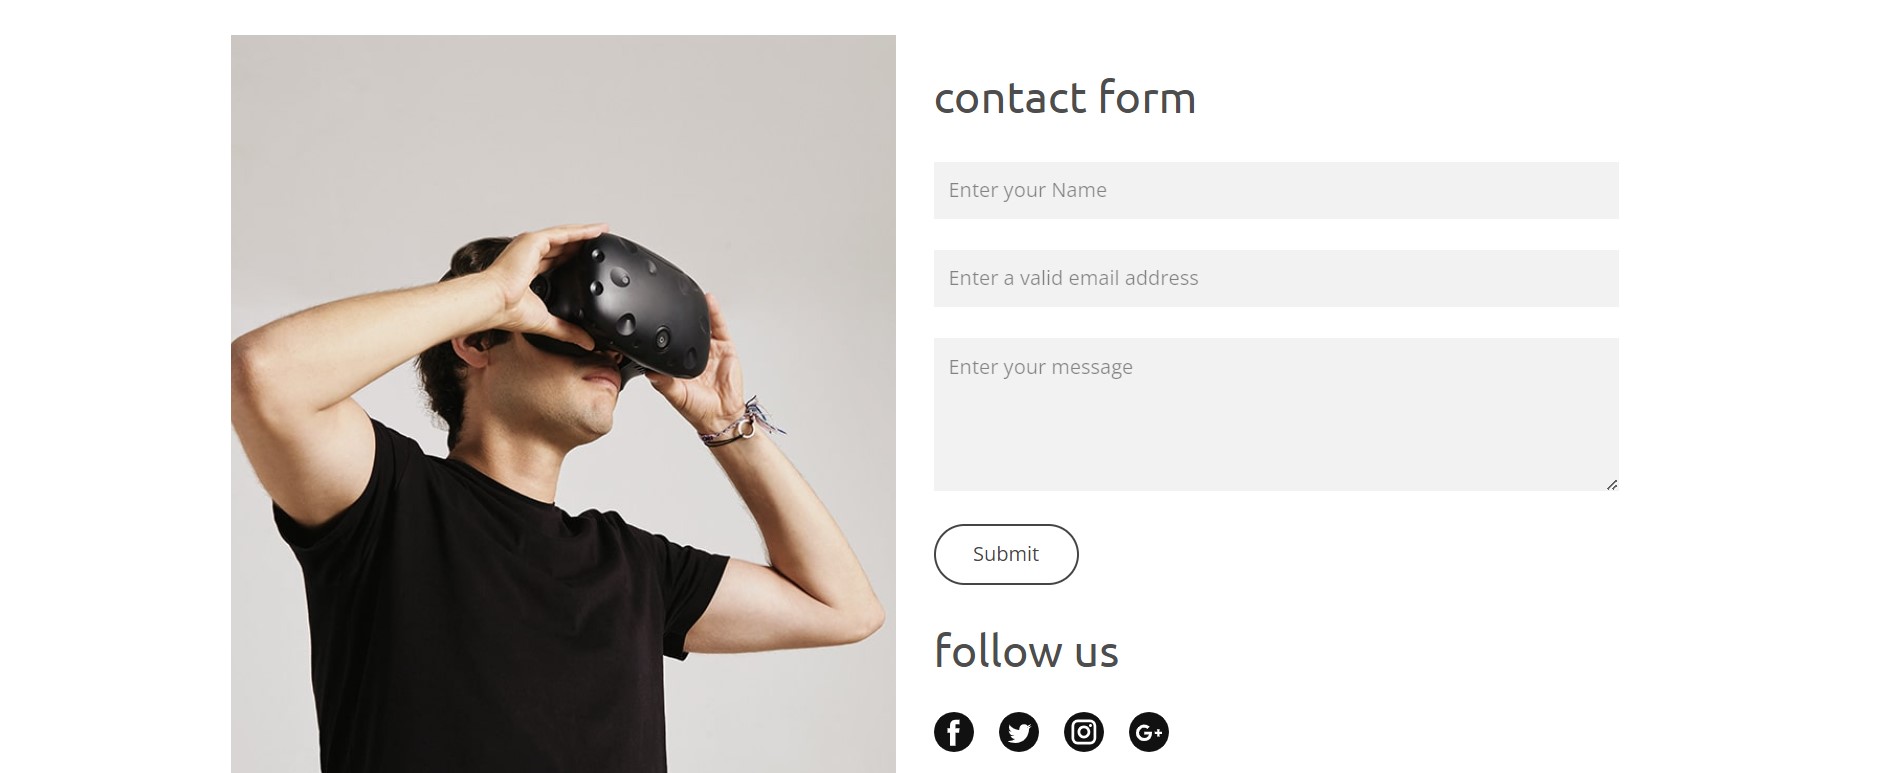 contact form
Enter your Name
Enter a valid email address
Enter your message
Submit
follow us